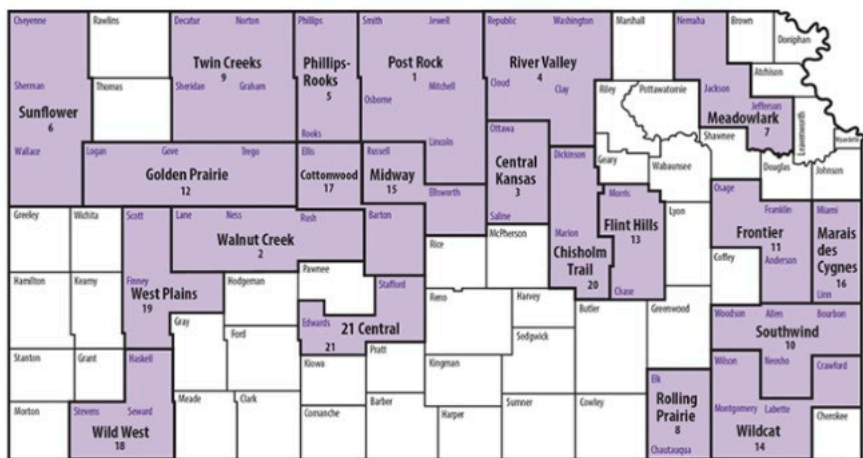 Cheyenne Rawlins Decatur Norton Phillips Smith Jewell Republic Washington Marshall Nemaha Brown Doniphan
Twin Creeks
9
Phillips-
Rooks
5
Post Rock
1
River Valley
4
Atchison
Sherman Thomas Sheridan Graham Rooks Osborne Mitchell Cloud Clay Riley Pottawatomie Jackson Jefferson
Sunflower
6
Meadowlark
7
Leavenworth
Wallace Logan Gove Trego Ellis Russell Lincoln Ottawa Dickinson Geary Wabaunsee Shawnee Douglas Johnson
Golden Prairie
12
Cottonwood
17
Midway
15
Central
Kansas
3
Ellsworth Saline Morris Osage Franklin Miami
Greeley Wichita Scott Lane Ness Rush Barton Rice McPherson Marion Lyon
Walnut Creek
2
Chisholm
Trail
20
Flint Hills
13
Chase
Frontier
11
Marais
des
Cygnes
16
Coffey Anderson Linn
Hamilton Kearny Finney Hodgeman Pawnee Stafford Reno Harvey Butler Greenwood Woodson Allen Bourbon
West Plains
19
Gray Ford Edwards
21 Central
21
Southwind
10
Stanton Grant Haskell Kiowa Pratt Kingman Sedgwick Elk Wilson Neosho Crawford
Morton Stevens Seward Meade Clark Comanche Barber Harper Sumner Cowley Chautauqua Montgomery Labette Cherokee
Wild West
18
Rolling
Prairie
8
Wildcat
14